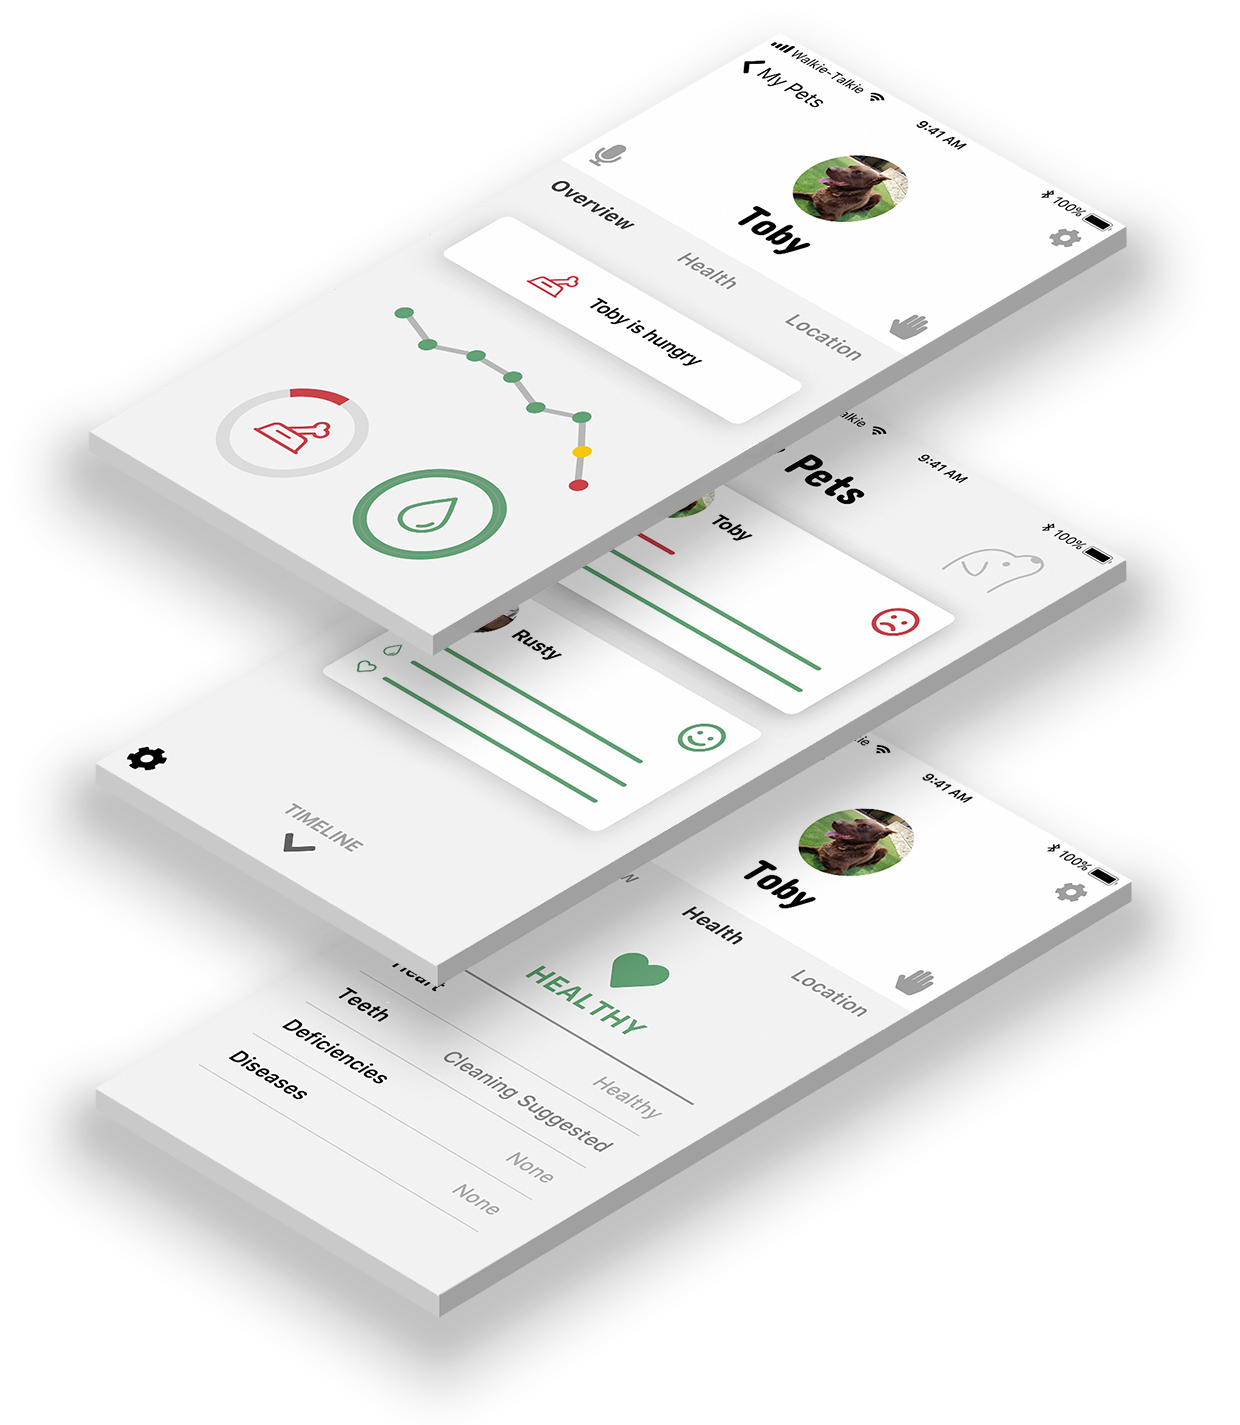 Walkie-Talkie
9:41 AM
100%
My Pets
Toby
Overview
Health
Location
Toby is hungry
9:41 AM
100%
Pets
Toby
Rusty
TIMELINE
9:41 AM
100%
Toby
Health
Location
HEALTHY
Heart
Healthy
Teeth
Cleaning Suggested
Deficiencies
None
Diseases
None